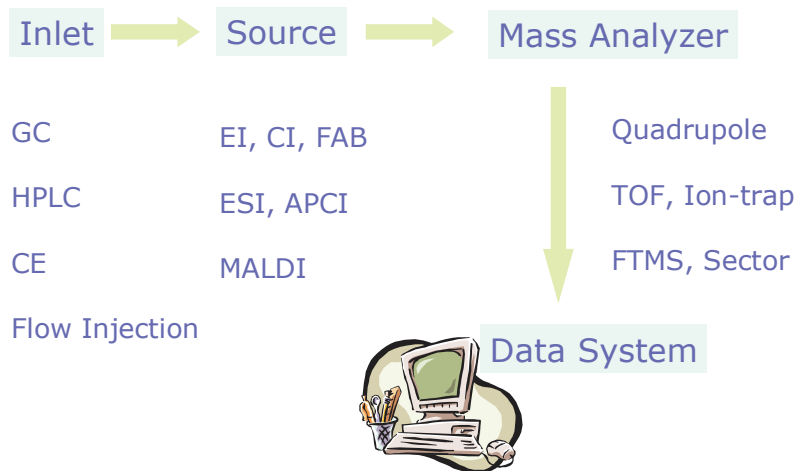 Inlet
Source
Mass Analyzer
GC
HPLC
CE
Flow Injection
EI, CI, FAB
ESI, APCI
MALDI
Quadrupole
TOF, Ion-trap
FTMS, Sector
Data System